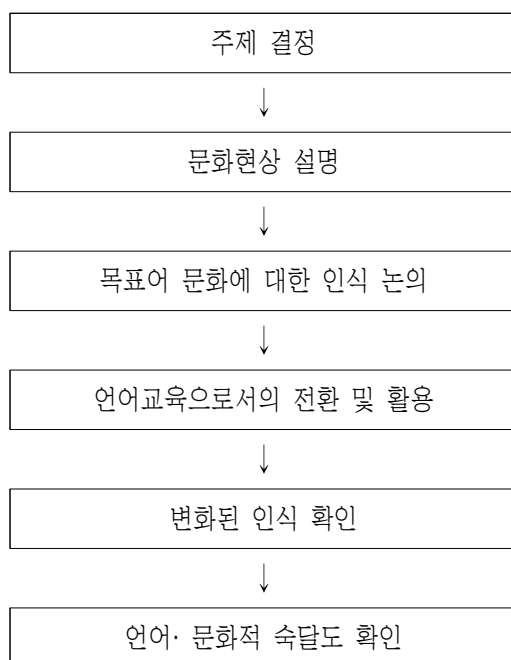 주제 결정
↓
문화현상 설명
↓
목표어 문화에 대한 인식 논의
↓
언어교육으로서의 전환 및 활용
↓
변화된 인식 확인
↓
언어· 문화적 숙달도 확인